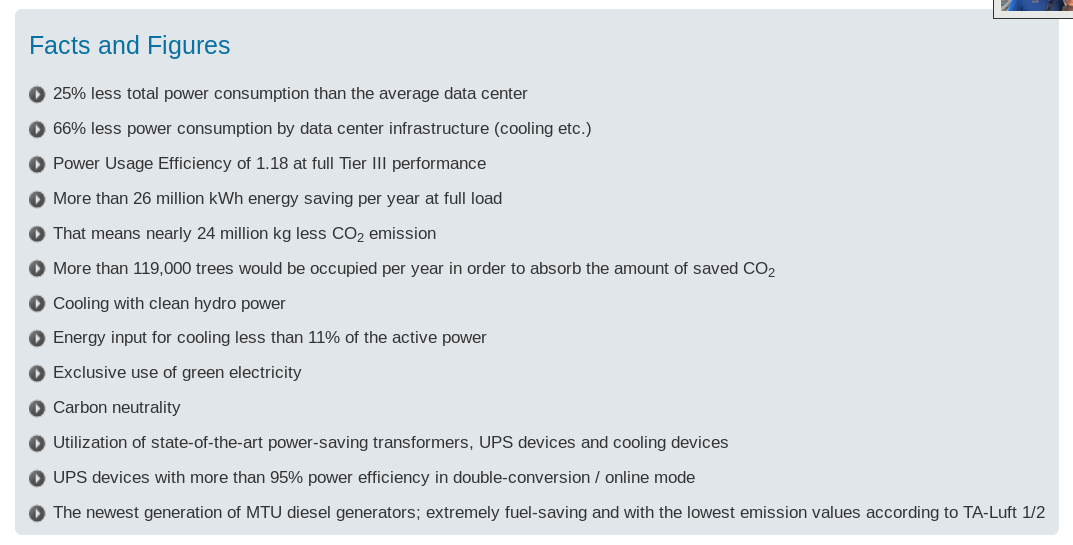 Facts and Figures
25% less total power consumption than the average data center
66% less power consumption by data center infrastructure (cooling etc.)
Power Usage Efficiency of 1.18 at full Tier III performance
More than 26 million kWh energy saving per year at full load
That means nearly 24 million kg less CO₂ emission
More than 119,000 trees would be occupied per year in order to absorb the amount of saved CO₂
Cooling with clean hydro power
Energy input for cooling less than 11% of the active power
Exclusive use of green electricity
Carbon neutrality
Utilization of state-of-the-art power-saving transformers, UPS devices and cooling devices
UPS devices with more than 95% power efficiency in double-conversion / online mode
The newest generation of MTU diesel generators; extremely fuel-saving and with the lowest emission values according to TA-Luft 1/2